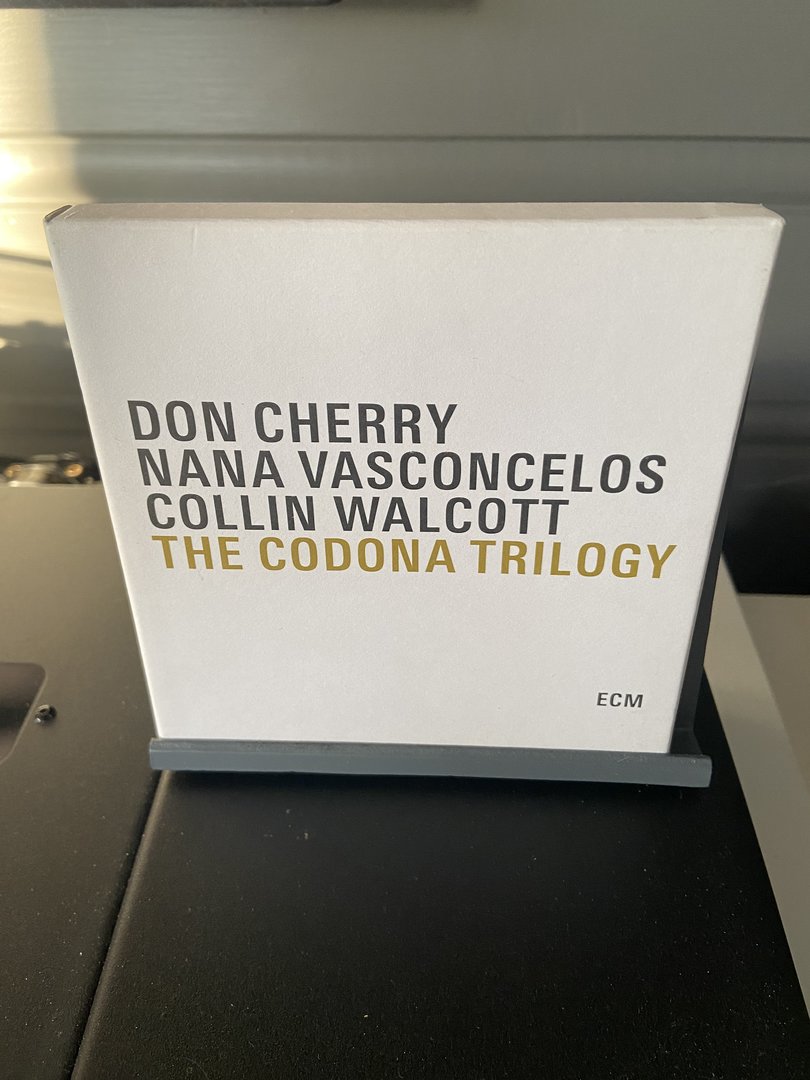 DON CHERRY
NANA VASCONCELOS
COLLIN WALCOTT
THE CODONA TRILOGY
ECM